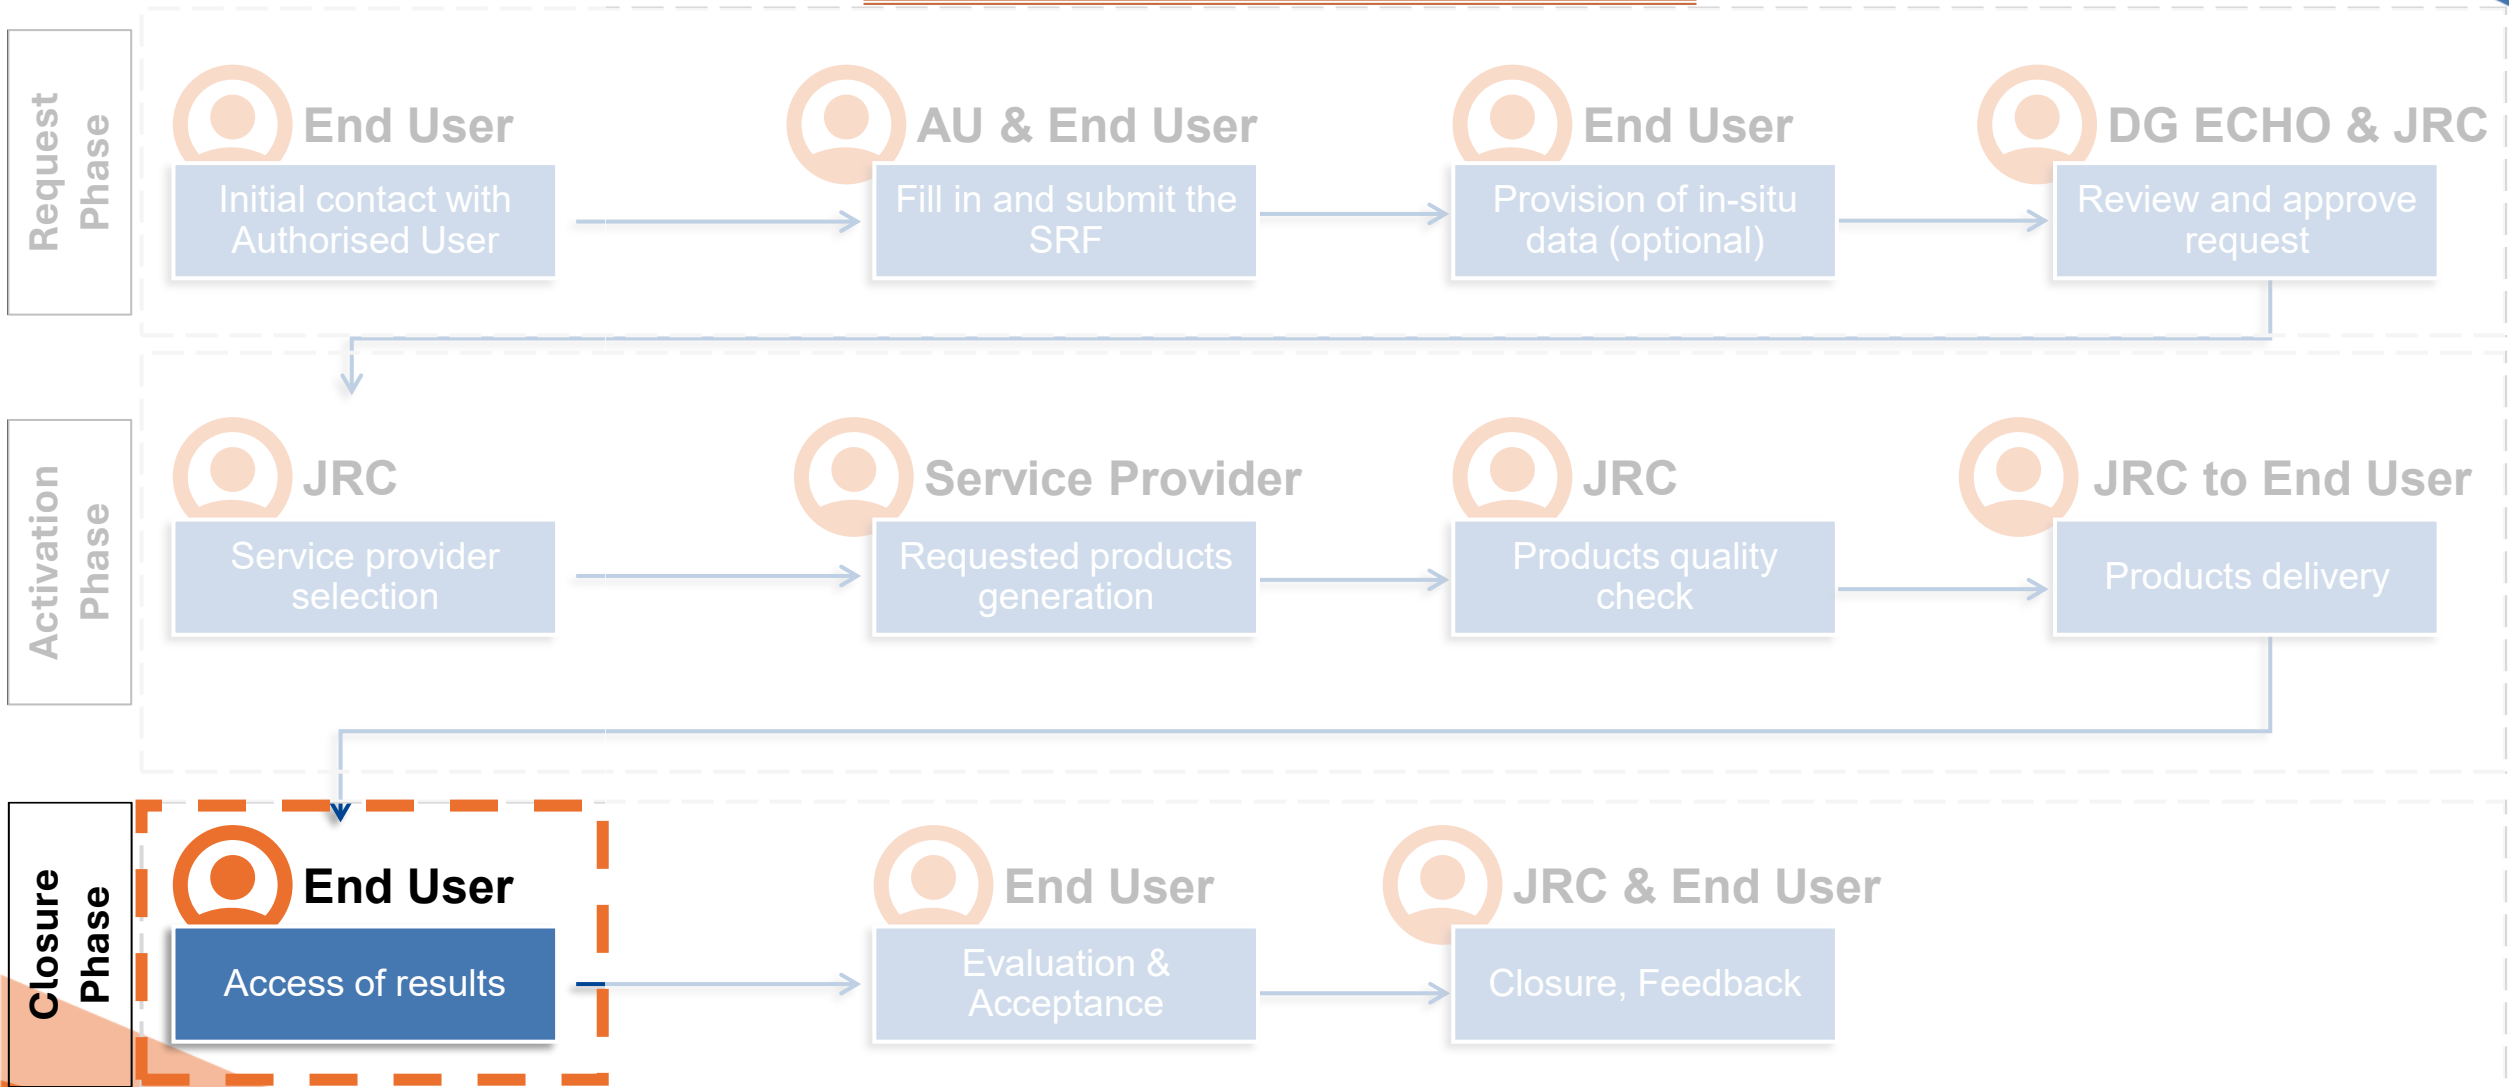 Request
Phase
End User
Initial contact with
Authorised User
AU & End User
Fill in and submit the
SRF
End User
Provision of in-situ
data (optional)
DG ECHO & JRC
Review and approve
request
Activation
Phase
JRC
Service provider
selection
Service Provider
Requested products
generation
JRC
Products quality
check
JRC to End User
Products delivery
Closure
Phase
End User
Access of results
End User
Evaluation &
Acceptance
JRC & End User
Closure, Feedback